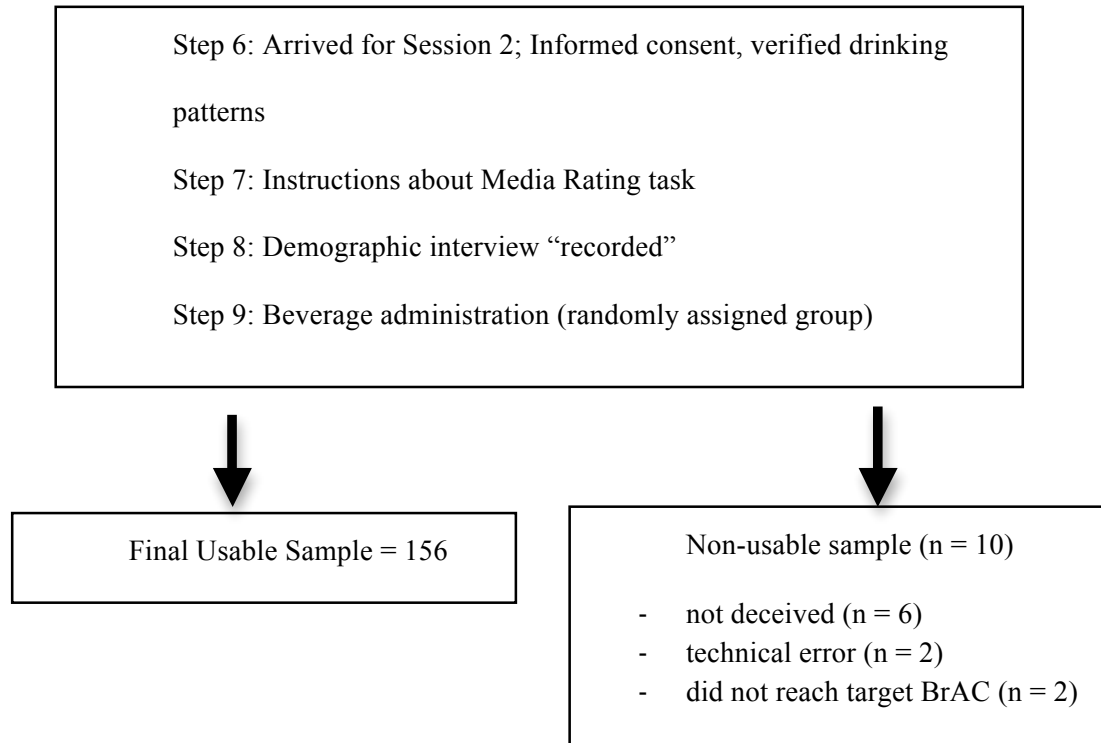 Step 6: Arrived for Session 2; Informed consent, verified drinking
patterns
Step 7: Instructions about Media Rating task
Step 8: Demographic interview “recorded”
Step 9: Beverage administration (randomly assigned group)
Final Usable Sample = 156
Non-usable sample (n = 10)
- not deceived (n = 6)
- technical error (n = 2)
- did not reach target BrAC (n = 2)